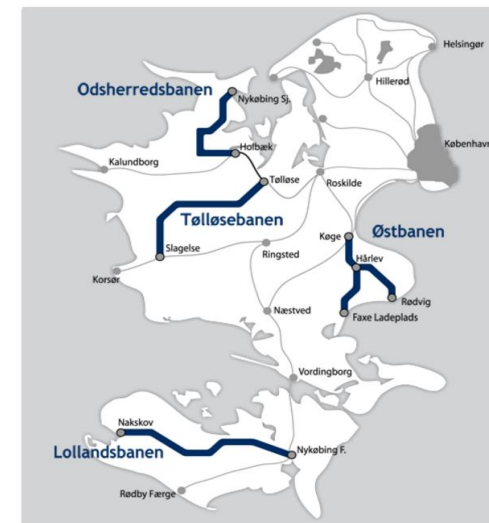 Helsingør
Odsherredsbanen
Nykøbing Sj.
Hillerød
København
Holbæk
Kalundborg
Tølløse
Roskilde
Tølløsebanen
Østbanen
Køge
Slagelse
Ringsted
Hårlev
Korsør
Rødvig
Næstved
Faxe Ladeplads
Vordingborg
Nakskov
Lollandsbanen
Nykøbing F.
Rødby Færge